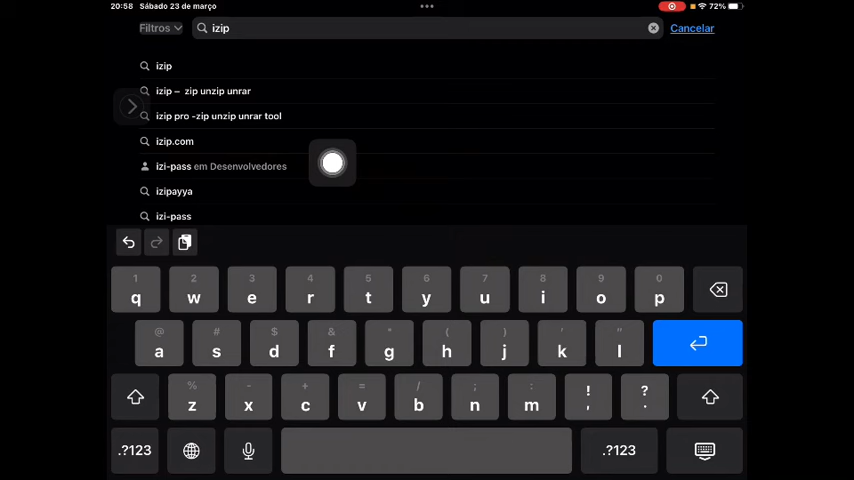 20:58 Sábado 23 de março 72%
Filtros izip Cancelar
izip
izip – zip unzip unrar
izip pro -zip unzip unrar tool
izip.com
izi-pass em Desenvolvedores
izipayya
izi-pass
1 2 3 4 5 6 7 8 9 0
q w e r t y u i o p
@ # $ & * ( ) ' "
a s d f g h j k l
% - + = / ; : ! ?
z x c v b n m , .
.?123 .?123